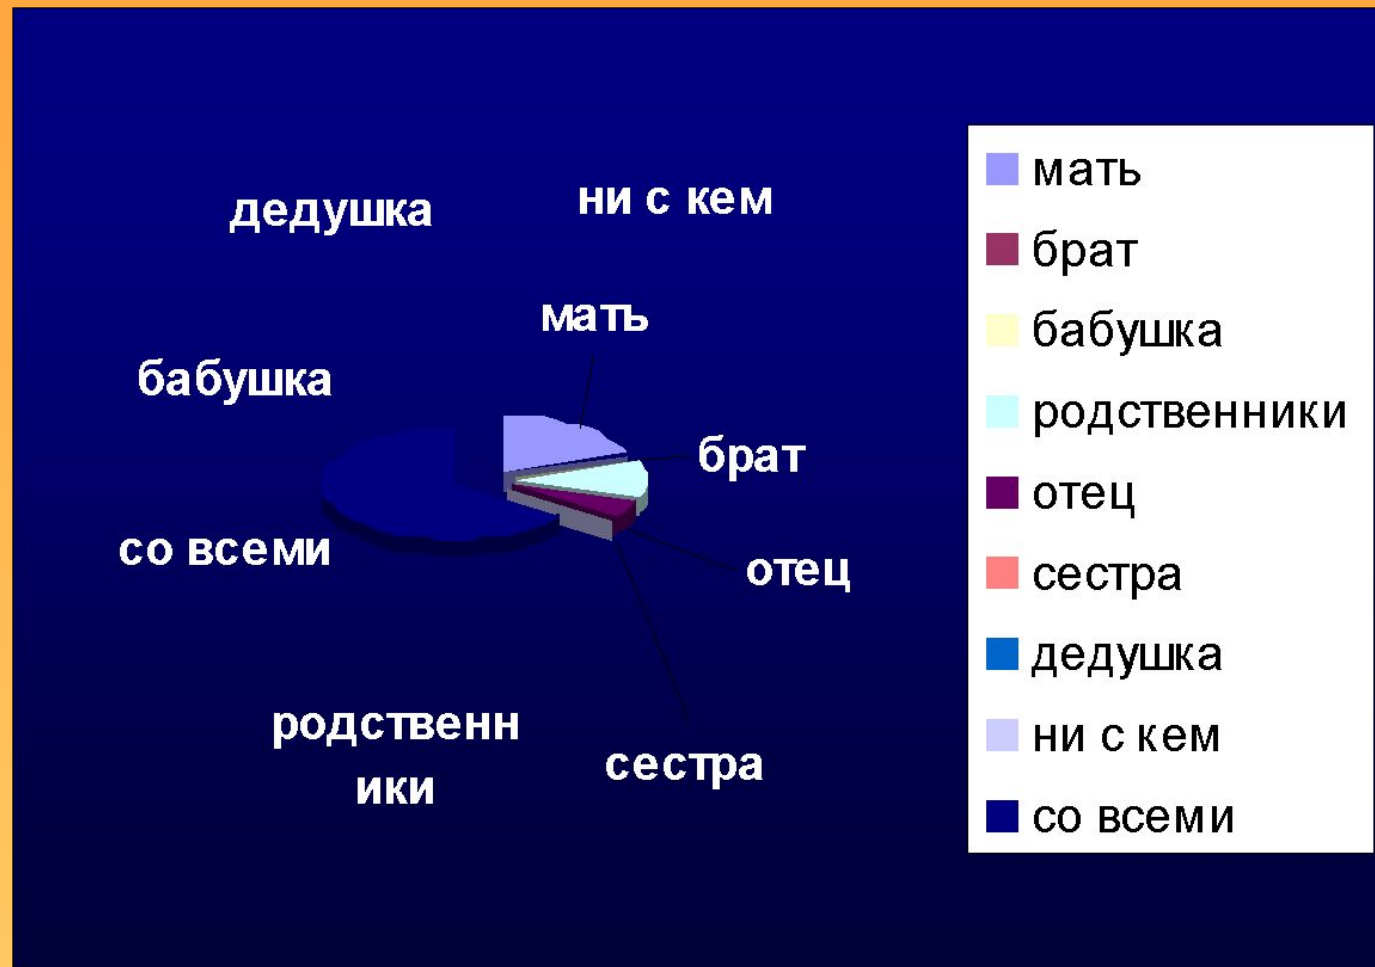 дедушка
ни с кем
мать
бабушка
брат
со всеми
отец
родственн
ики
сестра
мать
брат
бабушка
родственники
отец
сестра
дедушка
ни с кем
со всеми